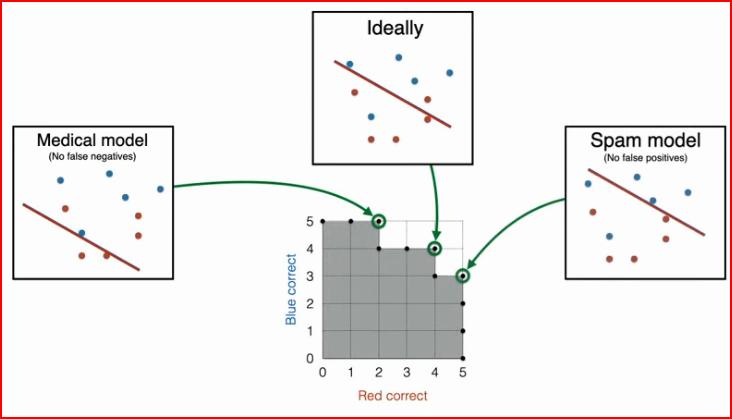 Ideally
Medical model
(No false negatives)
Spam model
(No false positives)
5
4
3
2
1
0
Blue correct
0 1 2 3 4 5
Red correct